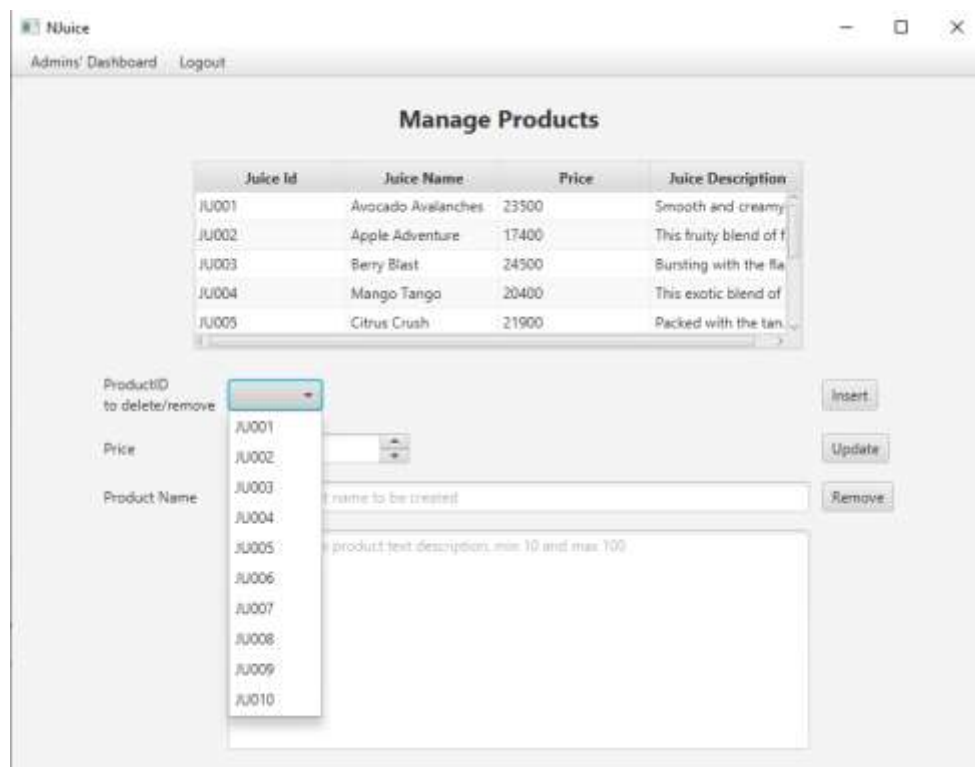 NJuice
Admins' Dashboard Logout
Manage Products
Juice Id Juice Name Price Juice Description
JU001 Avocado Avalanches 23500 Smooth and creamy
JU002 Apple Adventure 17400 This fruity blend of f
JU003 Berry Blast 24500 Bursting with the fla
JU004 Mango Tango 20400 This exotic blend of
JU005 Citrus Crush 21900 Packed with the tan.
ProductID
to delete/remove
Insert
JU001
Price
Update
JU002
JU003
Product Name
name to be created
Remove
JU004
JU005
product text description, min 10 and max 100
JU006
JU007
JU008
JU009
JU010